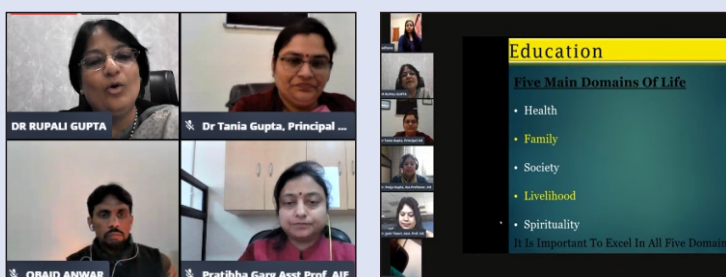 DR RUPALI GUPTA
Dr Tania Gupta, Principal ...
OBAID ANWAR
Pratibha Garg Asst Prof. AIE
Education
Five Main Domains Of Life
• Health
• Family
• Society
• Livelihood
• Spirituality
It Is Important To Excel In All Five Domain